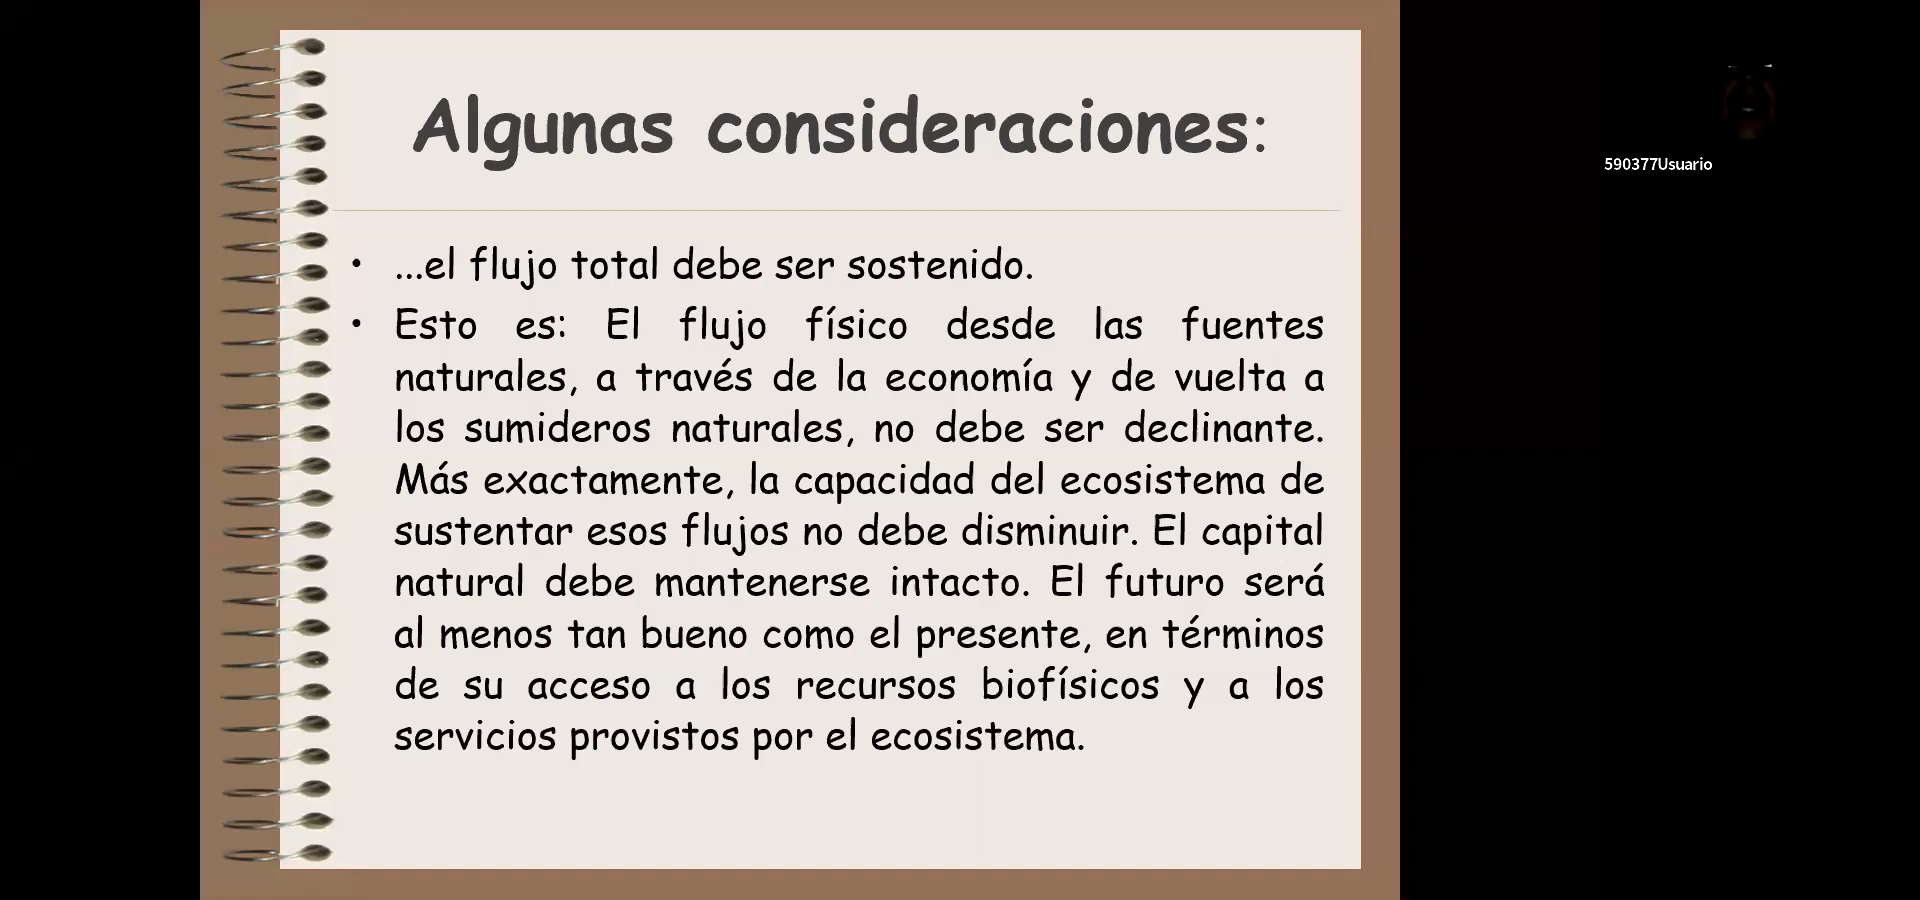 Algunas consideraciones:
590377Usuario
• ...el flujo total debe ser sostenido.
• Esto es: El flujo físico desde las fuentes
naturales, a través de la economía y de vuelta a
los sumideros naturales, no debe ser declinante.
Más exactamente, la capacidad del ecosistema de
sustentar esos flujos no debe disminuir. El capital
natural debe mantenerse intacto. El futuro será
al menos tan bueno como el presente, en términos
de su acceso a los recursos biofísicos y a los
servicios provistos por el ecosistema.